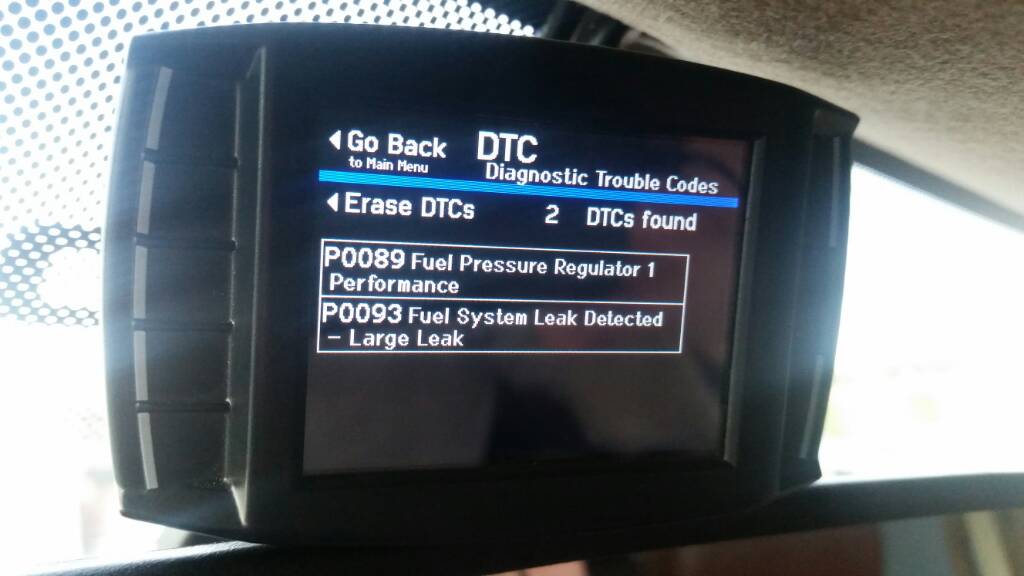 Go Back DTC
to Main Menu Diagnostic Trouble Codes
Erase DTCs 2 DTCs found
P0089 Fuel Pressure Regulator 1
Performance
P0093 Fuel System Leak Detected
– Large Leak